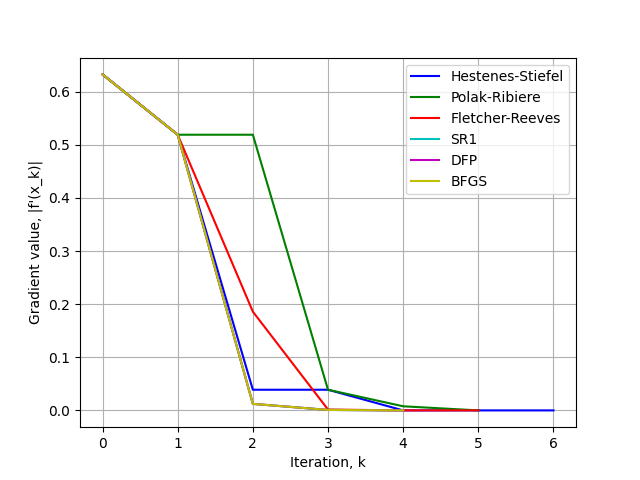 Hestenes-Stiefel
Polak-Ribiere
Fletcher-Reeves
SR1
DFP
BFGS
Gradient value, |f'(x_k)|
0.6
0.5
0.4
0.3
0.2
0.1
0.0
0 1 2 3 4 5 6
Iteration, k